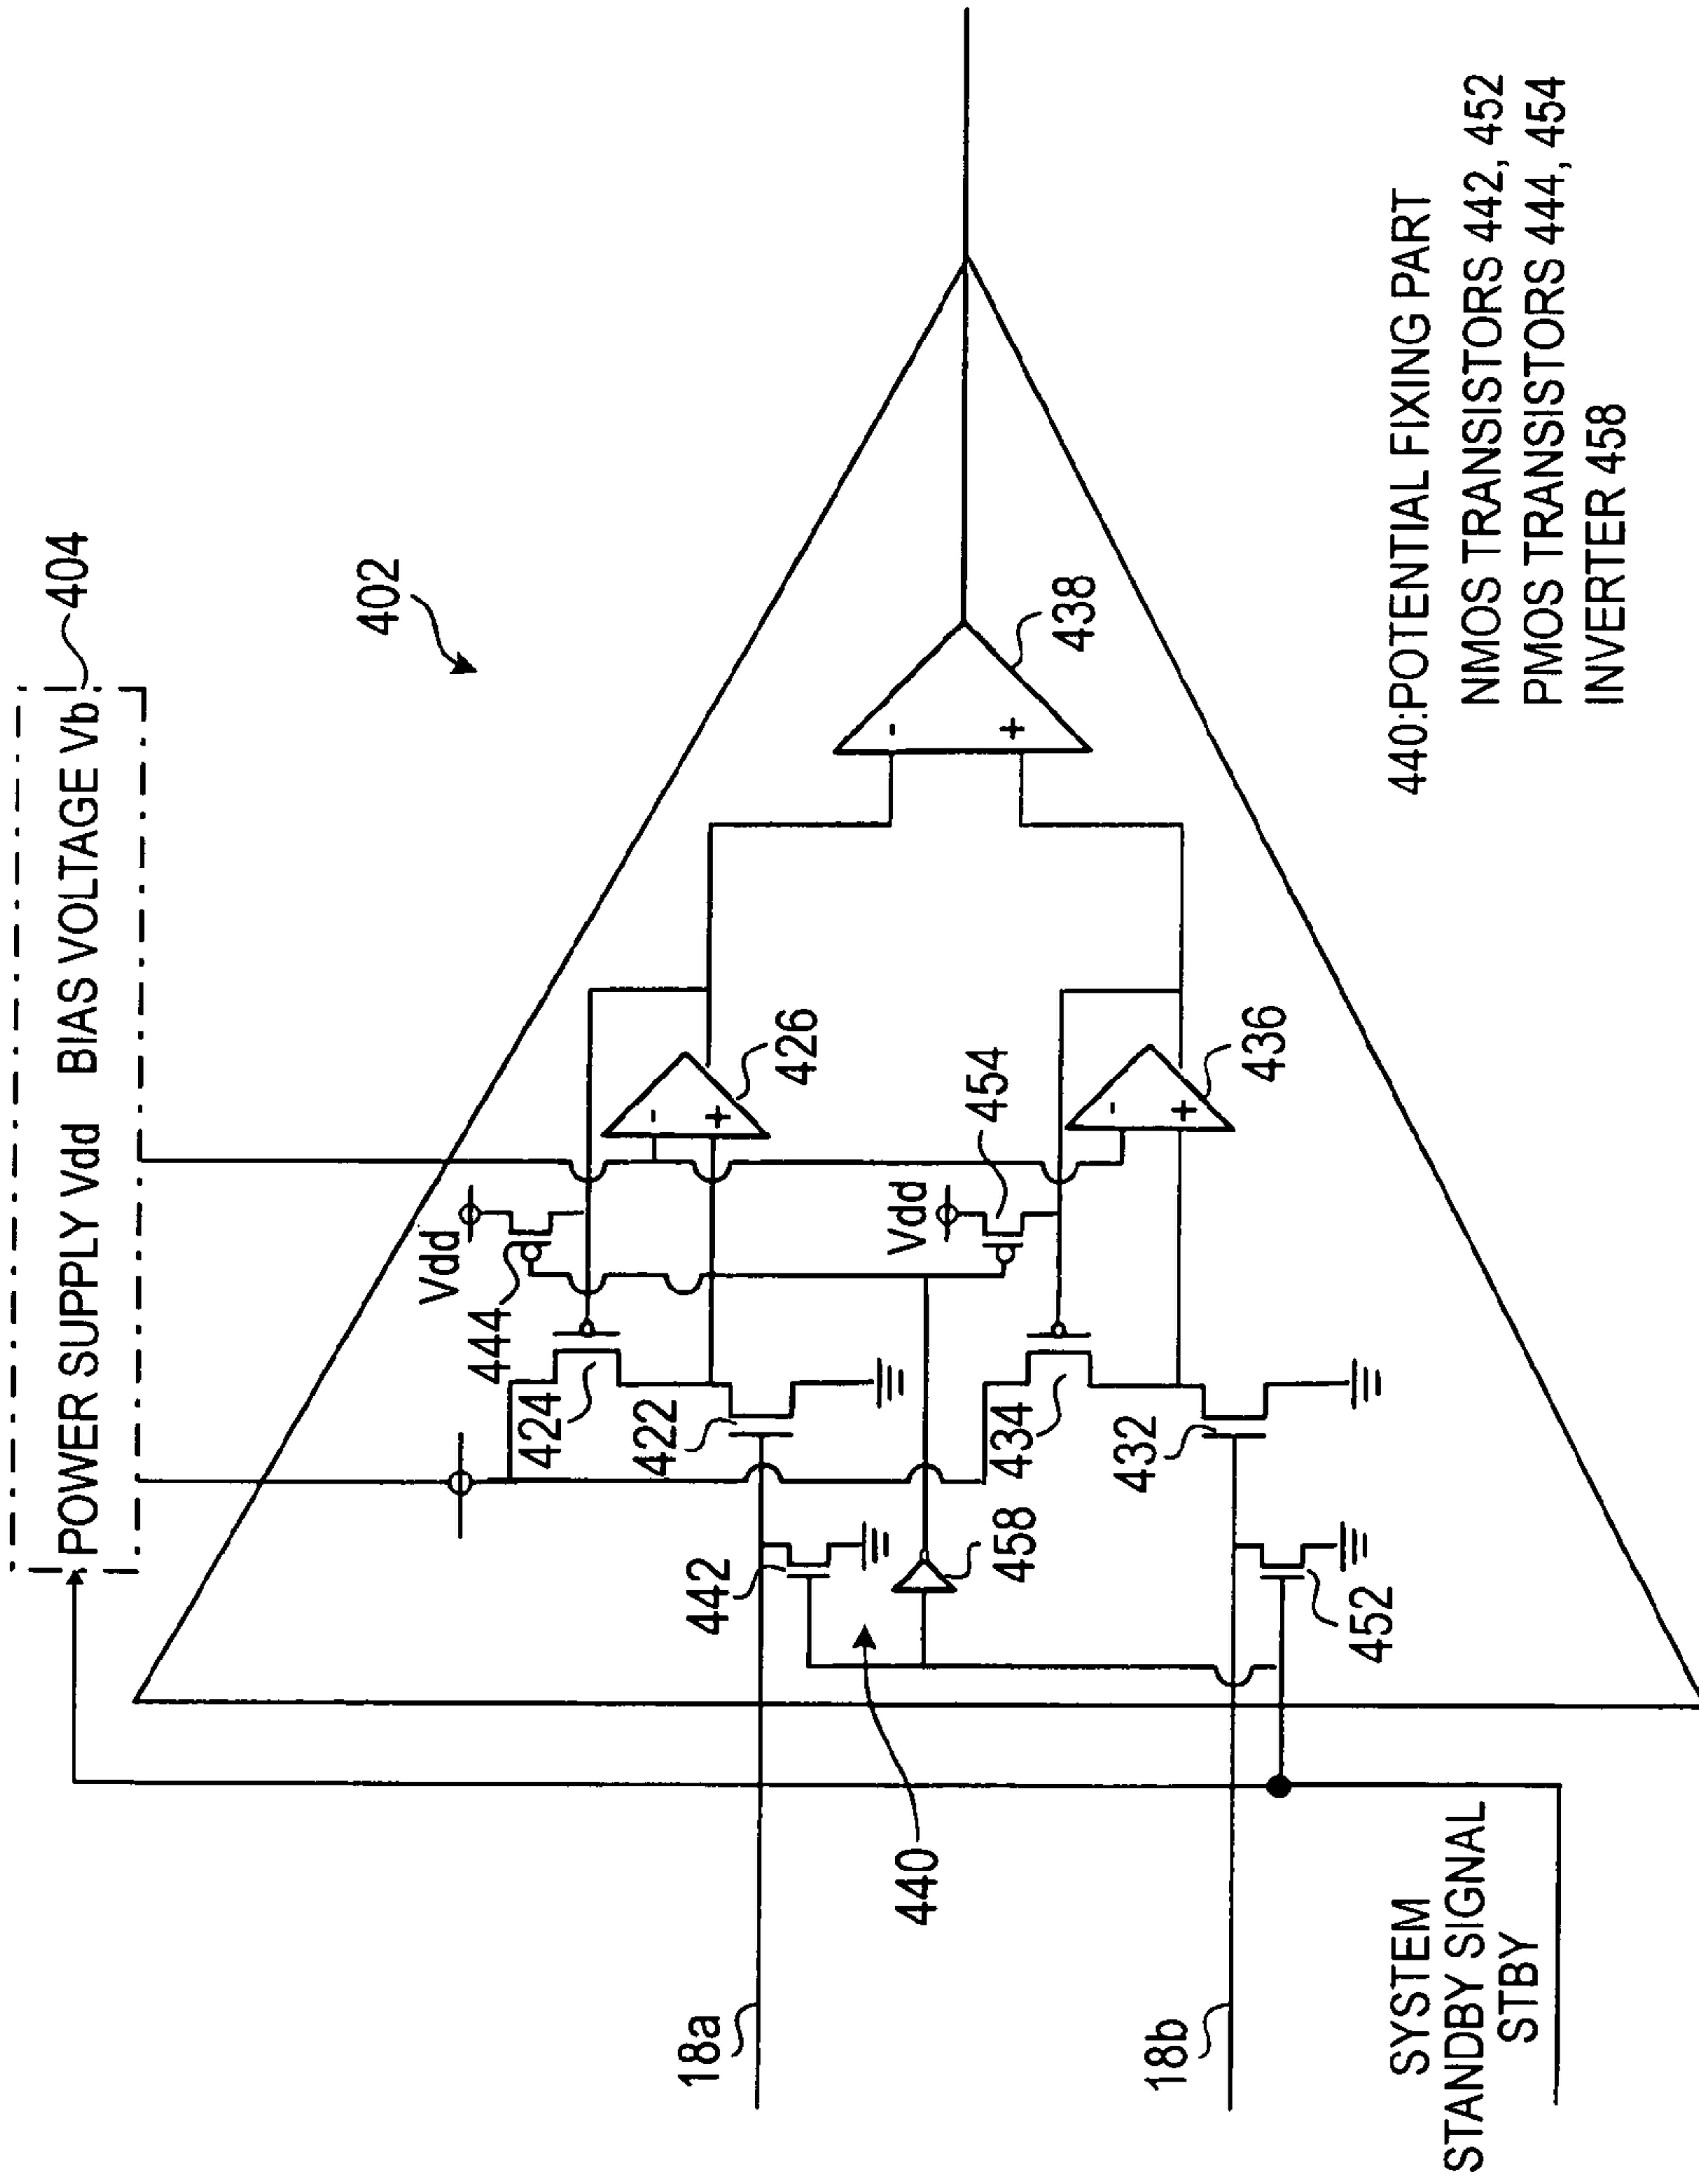 POWER SUPPLY Vdd BIAS VOLTAGE Vb
404
402
Vdd
444
424
422
426
Vdd
454
434
432
436
438
442
458
452
440
18a
18b
SYSTEM
STANDBY SIGNAL
STBY
-
+
-
+
-
+
440:POTENTIAL FIXING PART
NMOS TRANSISTORS 442, 452
PMOS TRANSISTORS 444, 454
INVERTER 458